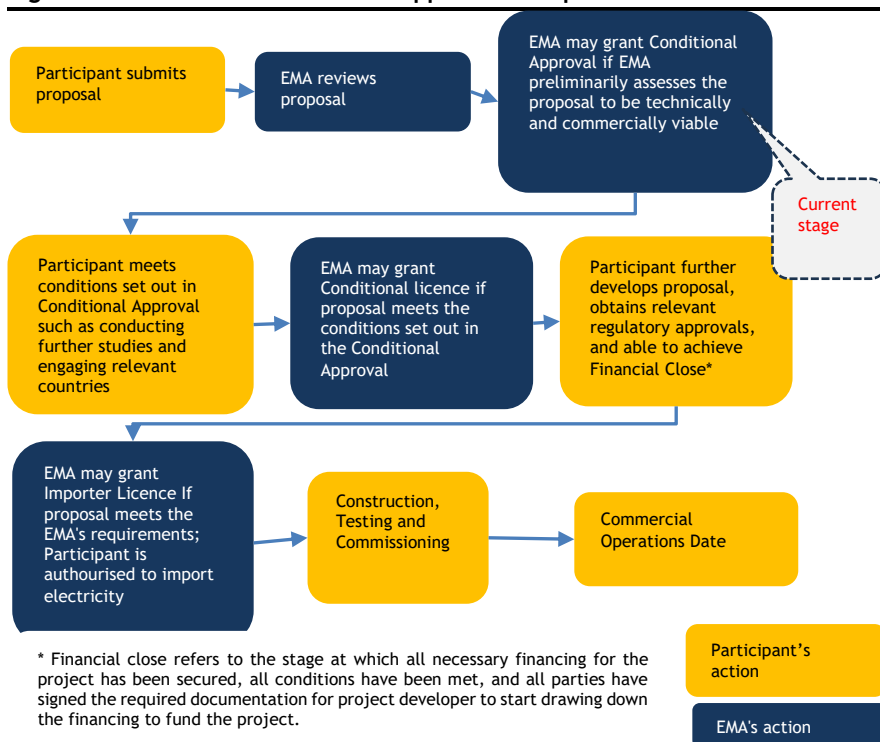 Participant submits
proposal
EMA reviews
proposal
EMA may grant Conditional
Approval if EMA
preliminarily assesses the
proposal to be technically
and commercially viable
Current
stage
Participant meets
conditions set out in
Conditional Approval
such as conducting
further studies and
engaging relevant
countries
EMA may grant
Conditional licence if
proposal meets the
conditions set out in
the Conditional
Approval
Participant further
develops proposal,
obtains relevant
regulatory approvals,
and able to achieve
Financial Close*
EMA may grant
Importer Licence If
proposal meets the
EMA's requirements;
Participant is
authourised to import
electricity
Construction,
Testing and
Commissioning
Commercial
Operations Date
* Financial close refers to the stage at which all necessary financing for the
project has been secured, all conditions have been met, and all parties have
signed the required documentation for project developer to start drawing down
the financing to fund the project.
Participant’s
action
EMA's action